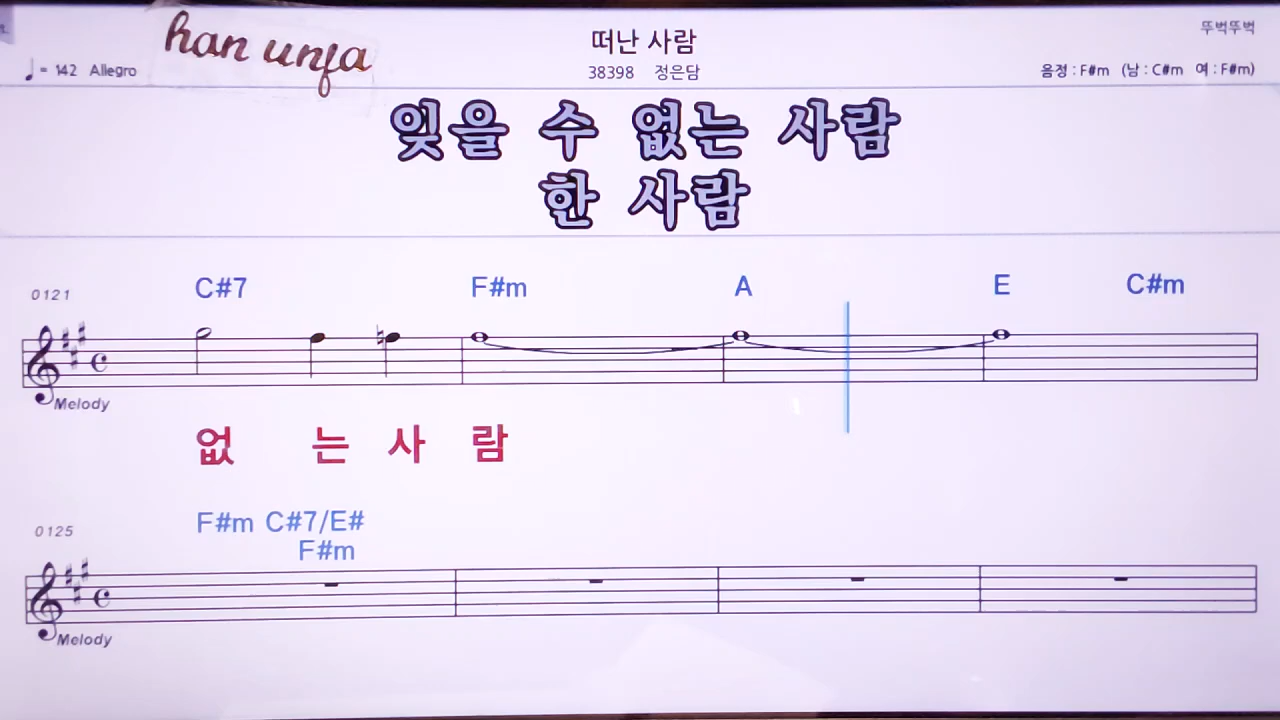 han unja
떠난 사람
뚜벅뚜벅
♩= 142 Allegro
38398 정은담
음정 : F#m (남 : C#m 여 : F#m)
잊을 수 없는 사람
한 사람
0121 C#7 F#m A E C#m
Melody
없 는 사 람
0125 F#m C#7/E#
F#m
Melody